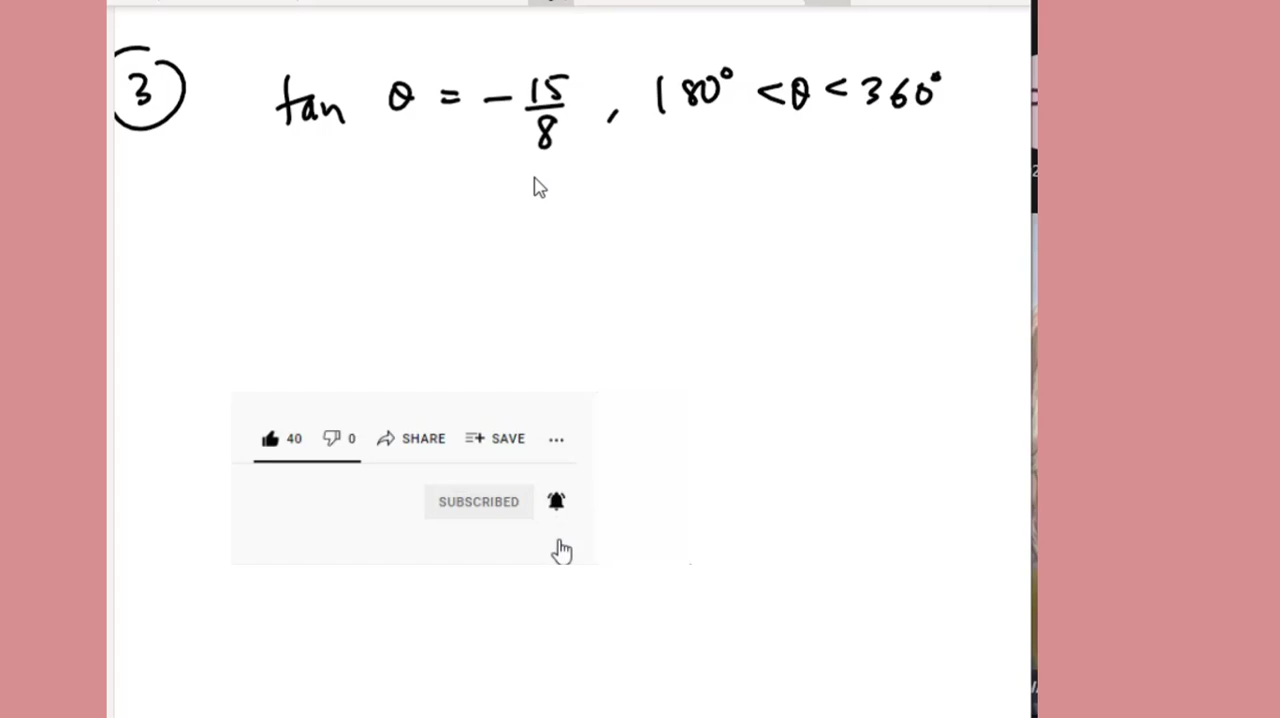 3 tan θ = - 15/8 , 180° < θ < 360°
40 0 SHARE SAVE ...
SUBSCRIBED